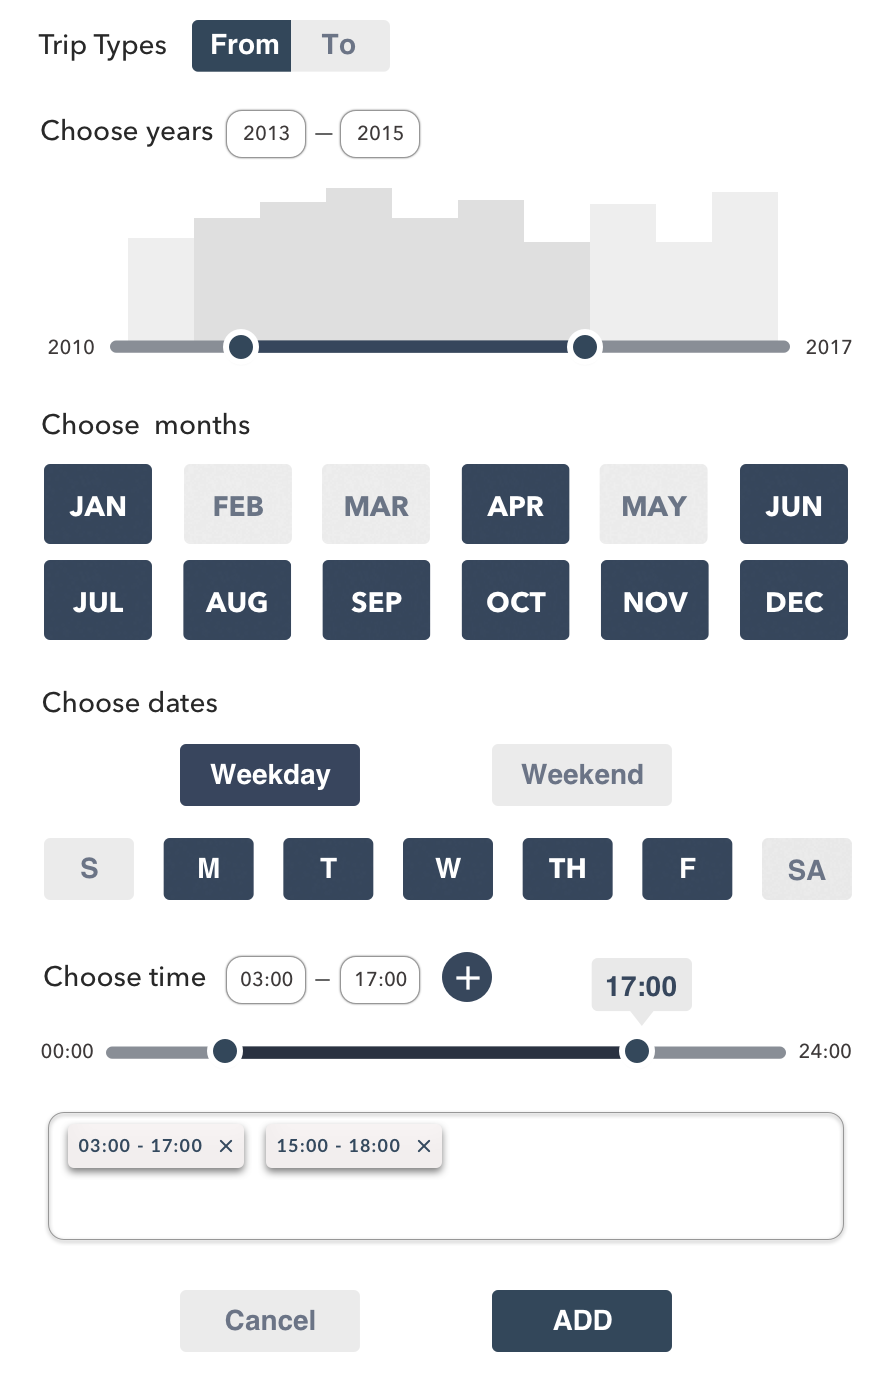 Trip Types From To
Choose years 2013 — 2015
2010 2017
Choose months
JAN FEB MAR APR MAY JUN
JUL AUG SEP OCT NOV DEC
Choose dates
Weekday Weekend
S M T W TH F SA
Choose time 03:00 – 17:00 + 17:00
00:00 24:00
03:00 - 17:00 × 15:00 - 18:00 ×
Cancel ADD